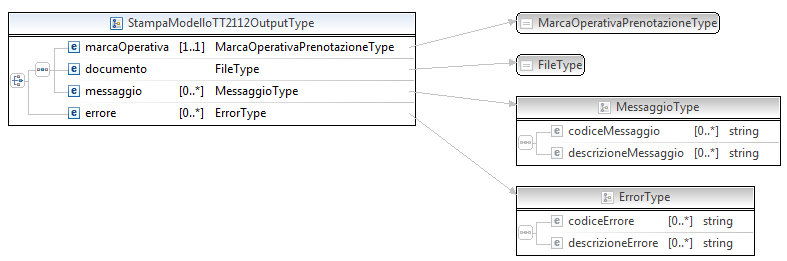 StampaModelloTT2112OutputType
e marcaOperativa [1..1] MarcaOperativaPrenotazioneType
e documento FileType
e messaggio [0..*] MessaggioType
e errore [0..*] ErrorType
MarcaOperativaPrenotazioneType
FileType
MessaggioType
e codiceMessaggio [0..*] string
e descrizioneMessaggio [0..*] string
ErrorType
e codiceErrore [0..*] string
e descrizioneErrore [0..*] string